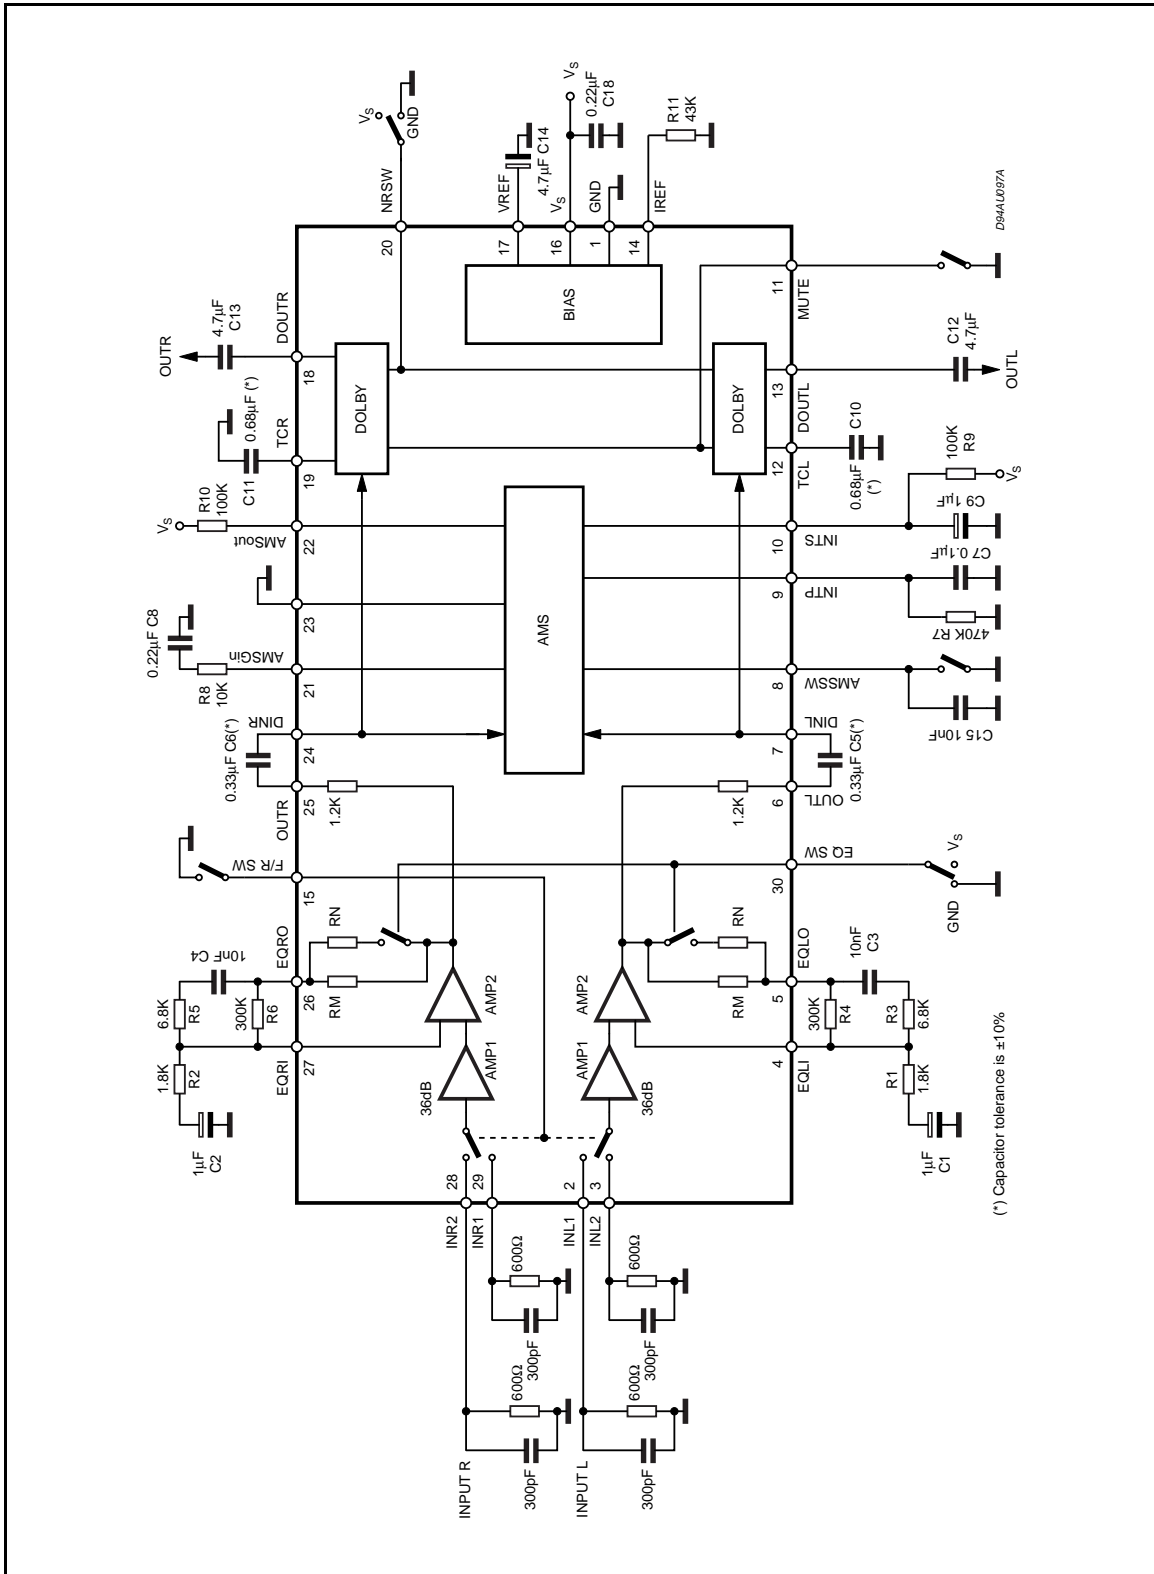 V_S
GND
NRSW
20
VREF
4.7µF C14
17
V_S
0.22µF
C18
V_S
16
GND
1
R11
43K
IREF
14
BIAS
D94AU097A
11
MUTE
OUTR
4.7µF
C13
DOUTR
18
DOLBY
TCR
0.68µF (*)
C11
19
DOLBY
13
DOUTL
C12
4.7µF
OUTL
12
TCL
C10
0.68µF
(*)
V_S
R10
100K
AMSout
22
23
0.22µF C8
R8
10K
AMSGin
21
AMS
10
INTS
100K
R9
V_S
C9 1µF
9
INTP
C7 0.1µF
470K R7
8
AMSSW
C15 10nF
DINR
24
0.33µF C6(*)
OUTR
25
1.2K
DINL
7
0.33µF C5(*)
OUTL
6
1.2K
F/R SW
15
EQ SW
30
V_S
GND
EQRO
26
10nF C4
6.8K
R5
300K
R6
RN
RM
AMP2
EQRI
27
1.8K
R2
AMP1
36dB
1µF
C2
RN
RM
AMP2
EQLO
5
10nF
C3
300K
R4
R3
6.8K
AMP1
36dB
4
EQLI
R1
1.8K
1µF
C1
(*) Capacitor tolerance is ±10%
28
29
2
3
INR2
INR1
INL1
INL2
600Ω
300pF
600Ω
300pF
600Ω
300pF
600Ω
300pF
INPUT R
INPUT L